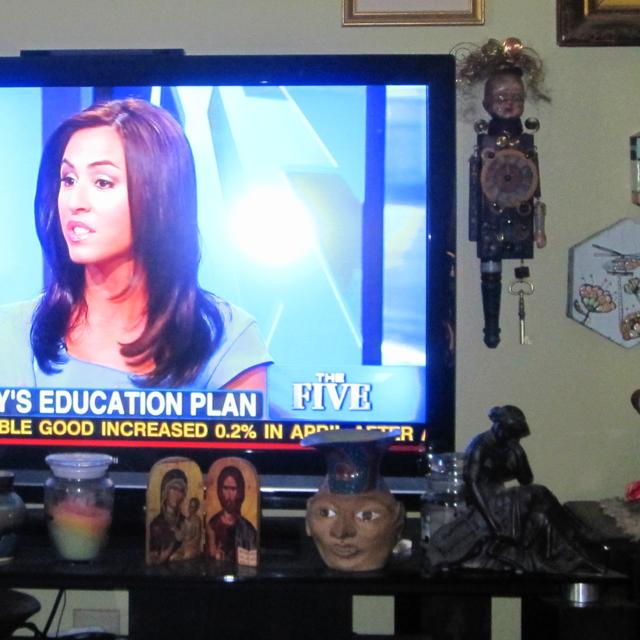 THE
FIVE
Y'S EDUCATION PLAN
BLE GOOD INCREASED 0.2% IN APRIL AFTER